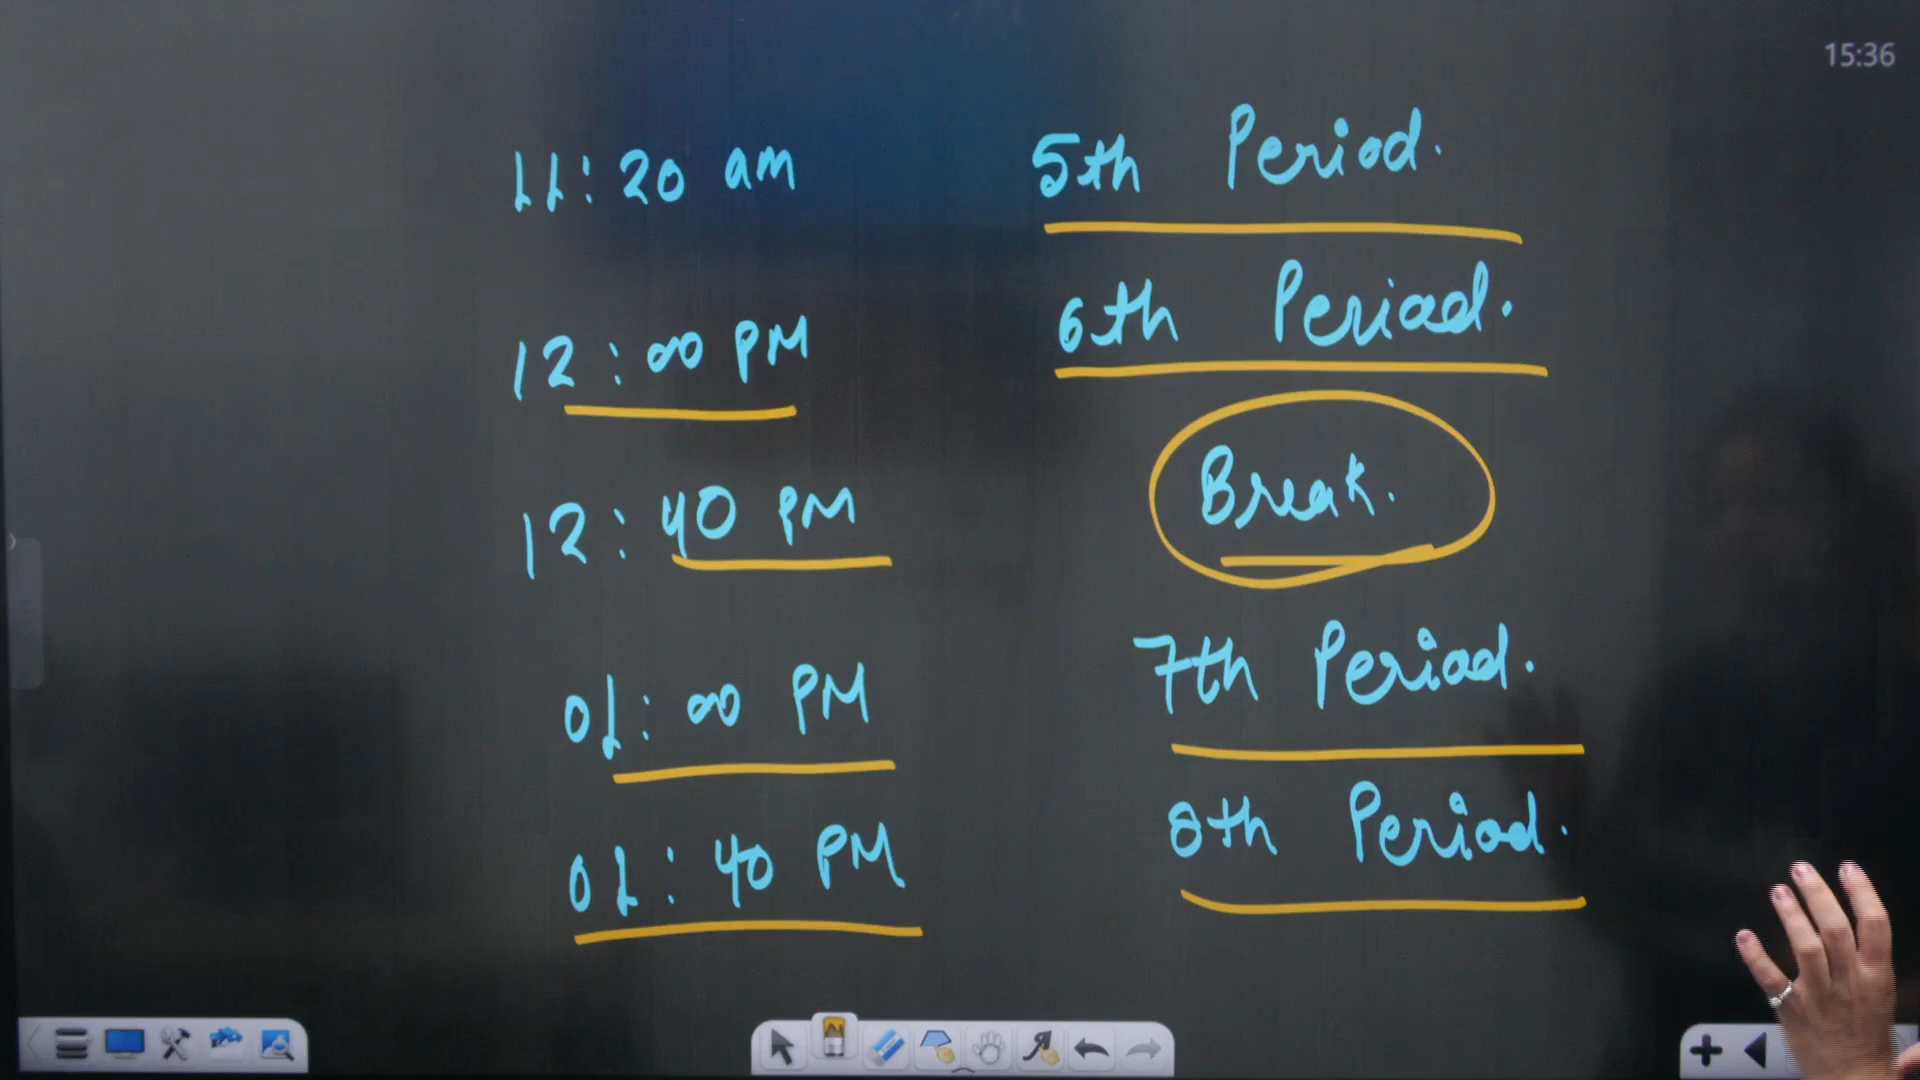 15:36
11:20 am 5th Period.
12:00 PM 6th Period.
12:40 PM Break.
01:00 PM 7th Period.
01:40 PM 8th Period.